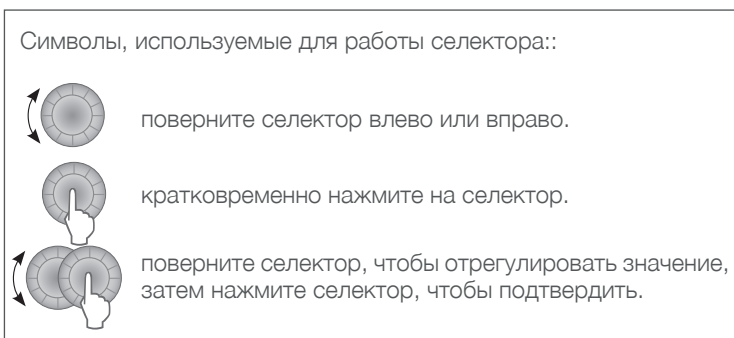 Символы, используемые для работы селектора::
поверните селектор влево или вправо.
кратковременно нажмите на селектор.
поверните селектор, чтобы отрегулировать значение,
затем нажмите селектор, чтобы подтвердить.